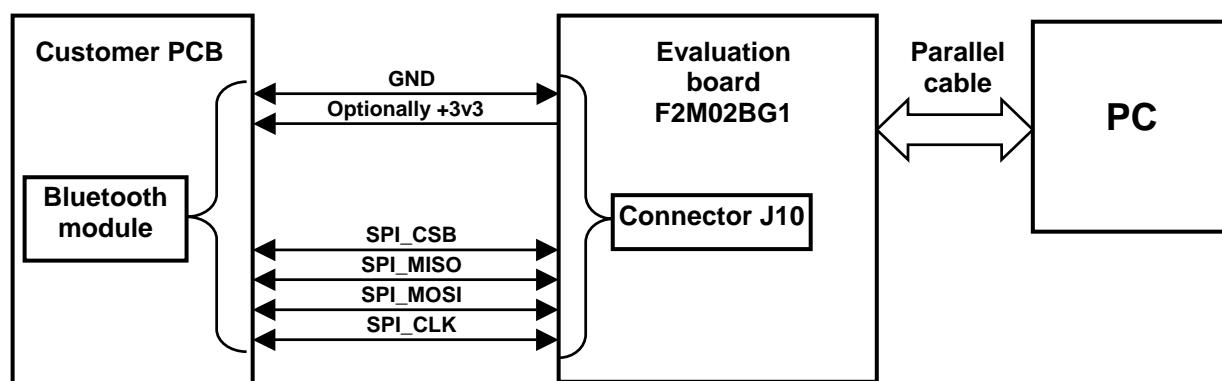 Customer PCB
Bluetooth
module
GND
Optionally +3v3
SPI_CSB
SPI_MISO
SPI_MOSI
SPI_CLK
Evaluation
board
F2M02BG1
Connector J10
Parallel
cable
PC